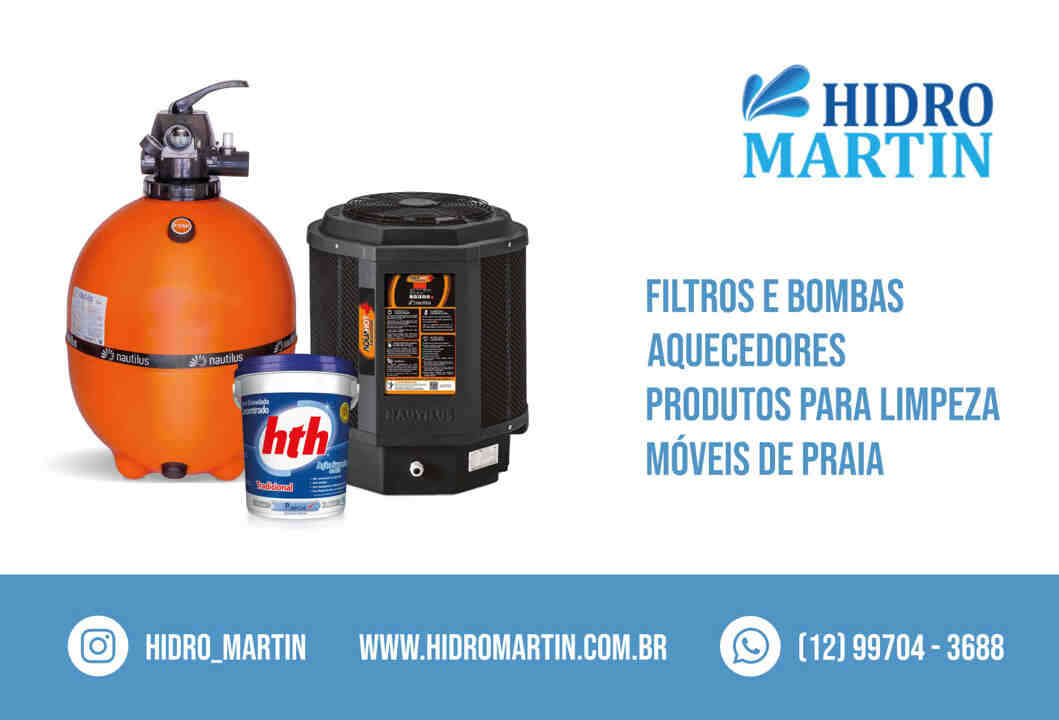 HIDRO
MARTIN
FILTROS E BOMBAS
AQUECEDORES
PRODUTOS PARA LIMPEZA
MÓVEIS DE PRAIA
nautilus
nautilus
NAUTILUS
hth
Tradicional
HIDRO_MARTIN
WWW.HIDROMARTIN.COM.BR
(12) 99704 - 3688